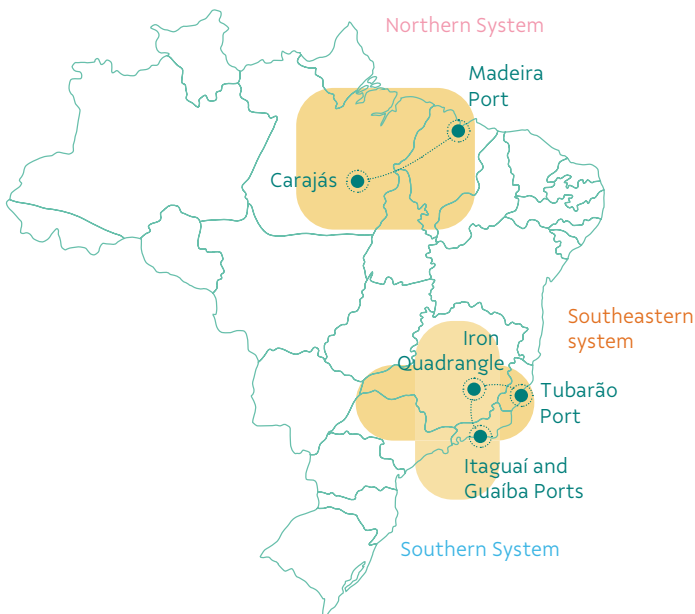 Northern System
Madeira
Port
Carajás
Southeastern
system
Iron
Quadrangle
Tubarão
Port
Itaguaí and
Guaíba Ports
Southern System